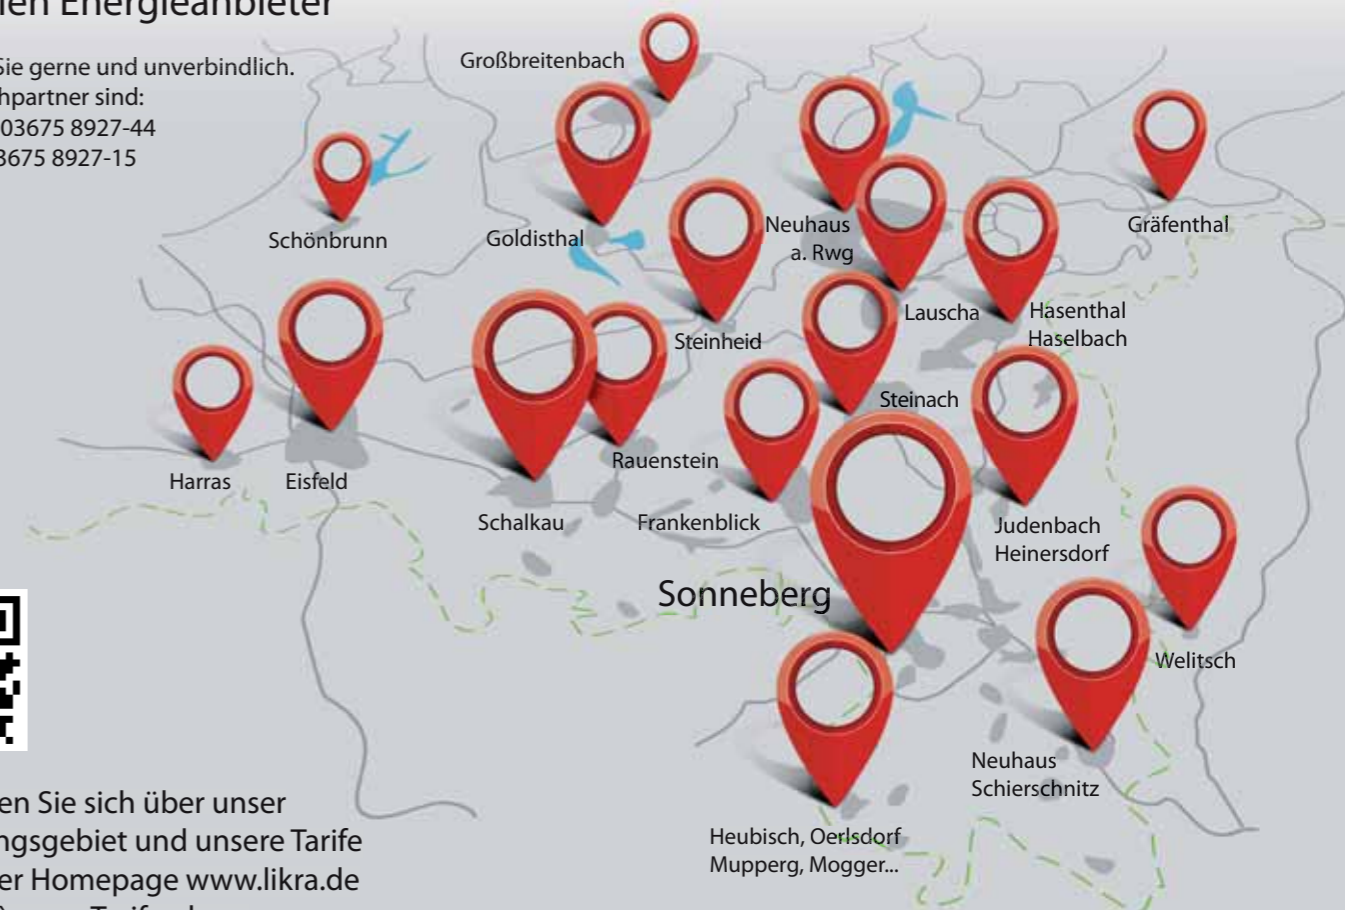 Energieanbieter
Sie gerne und unverbindlich.
hpartner sind:
03675 8927-44
3675 8927-15
Großbreitenbach
Schönbrunn
Goldisthal
Neuhaus
a. Rwg
Gräfenthal
Steinheid
Lauscha
Hasenthal
Haselbach
Steinach
Harras
Eisfeld
Rauenstein
Schalkau
Frankenblick
Judenbach
Heinersdorf
Sonneberg
Welitsch
Neuhaus
Schierschnitz
Heubisch, Oerlsdorf
Mupperg, Mogger...
en Sie sich über unser
ngsgebiet und unsere Tarife
er Homepage www.likra.de